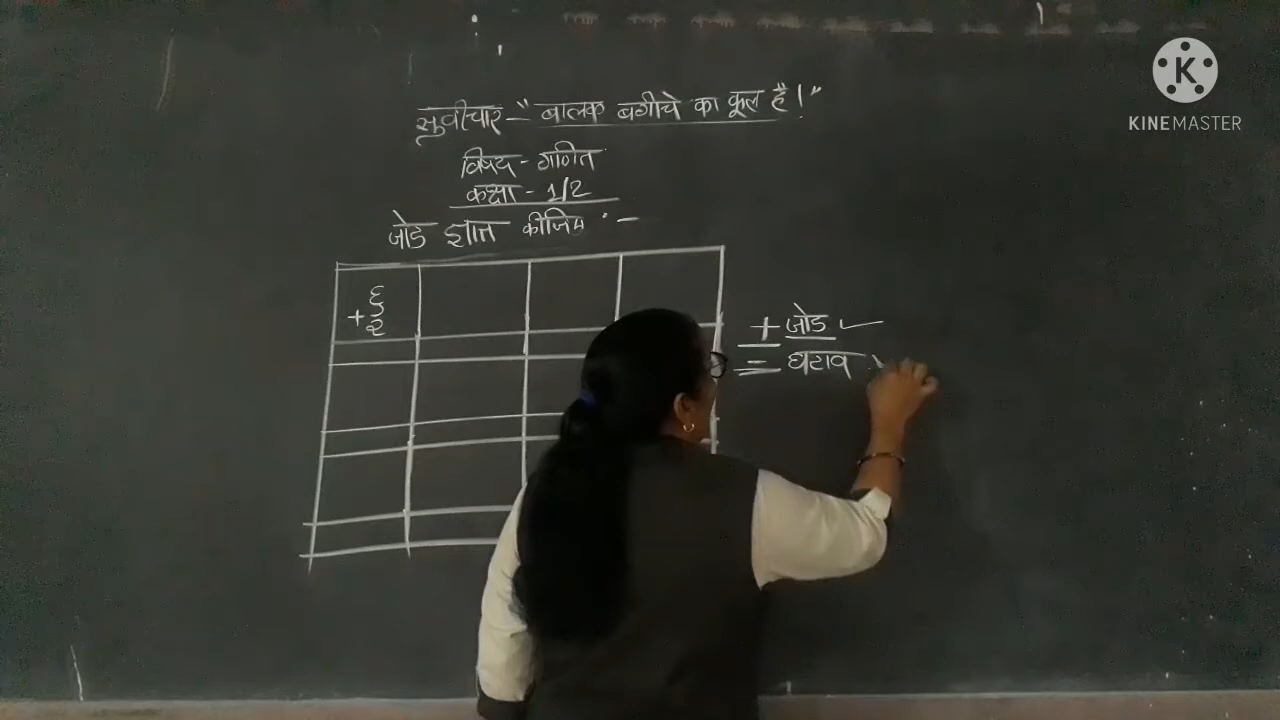 सुवीचार - "बालक बगीचे का फूल है।"
विषय - गणित
कक्षा - 1/2
जोड ज्ञात कीजिए :-
६
+ २
+ जोड ✓
- घटाव
KINEMASTER